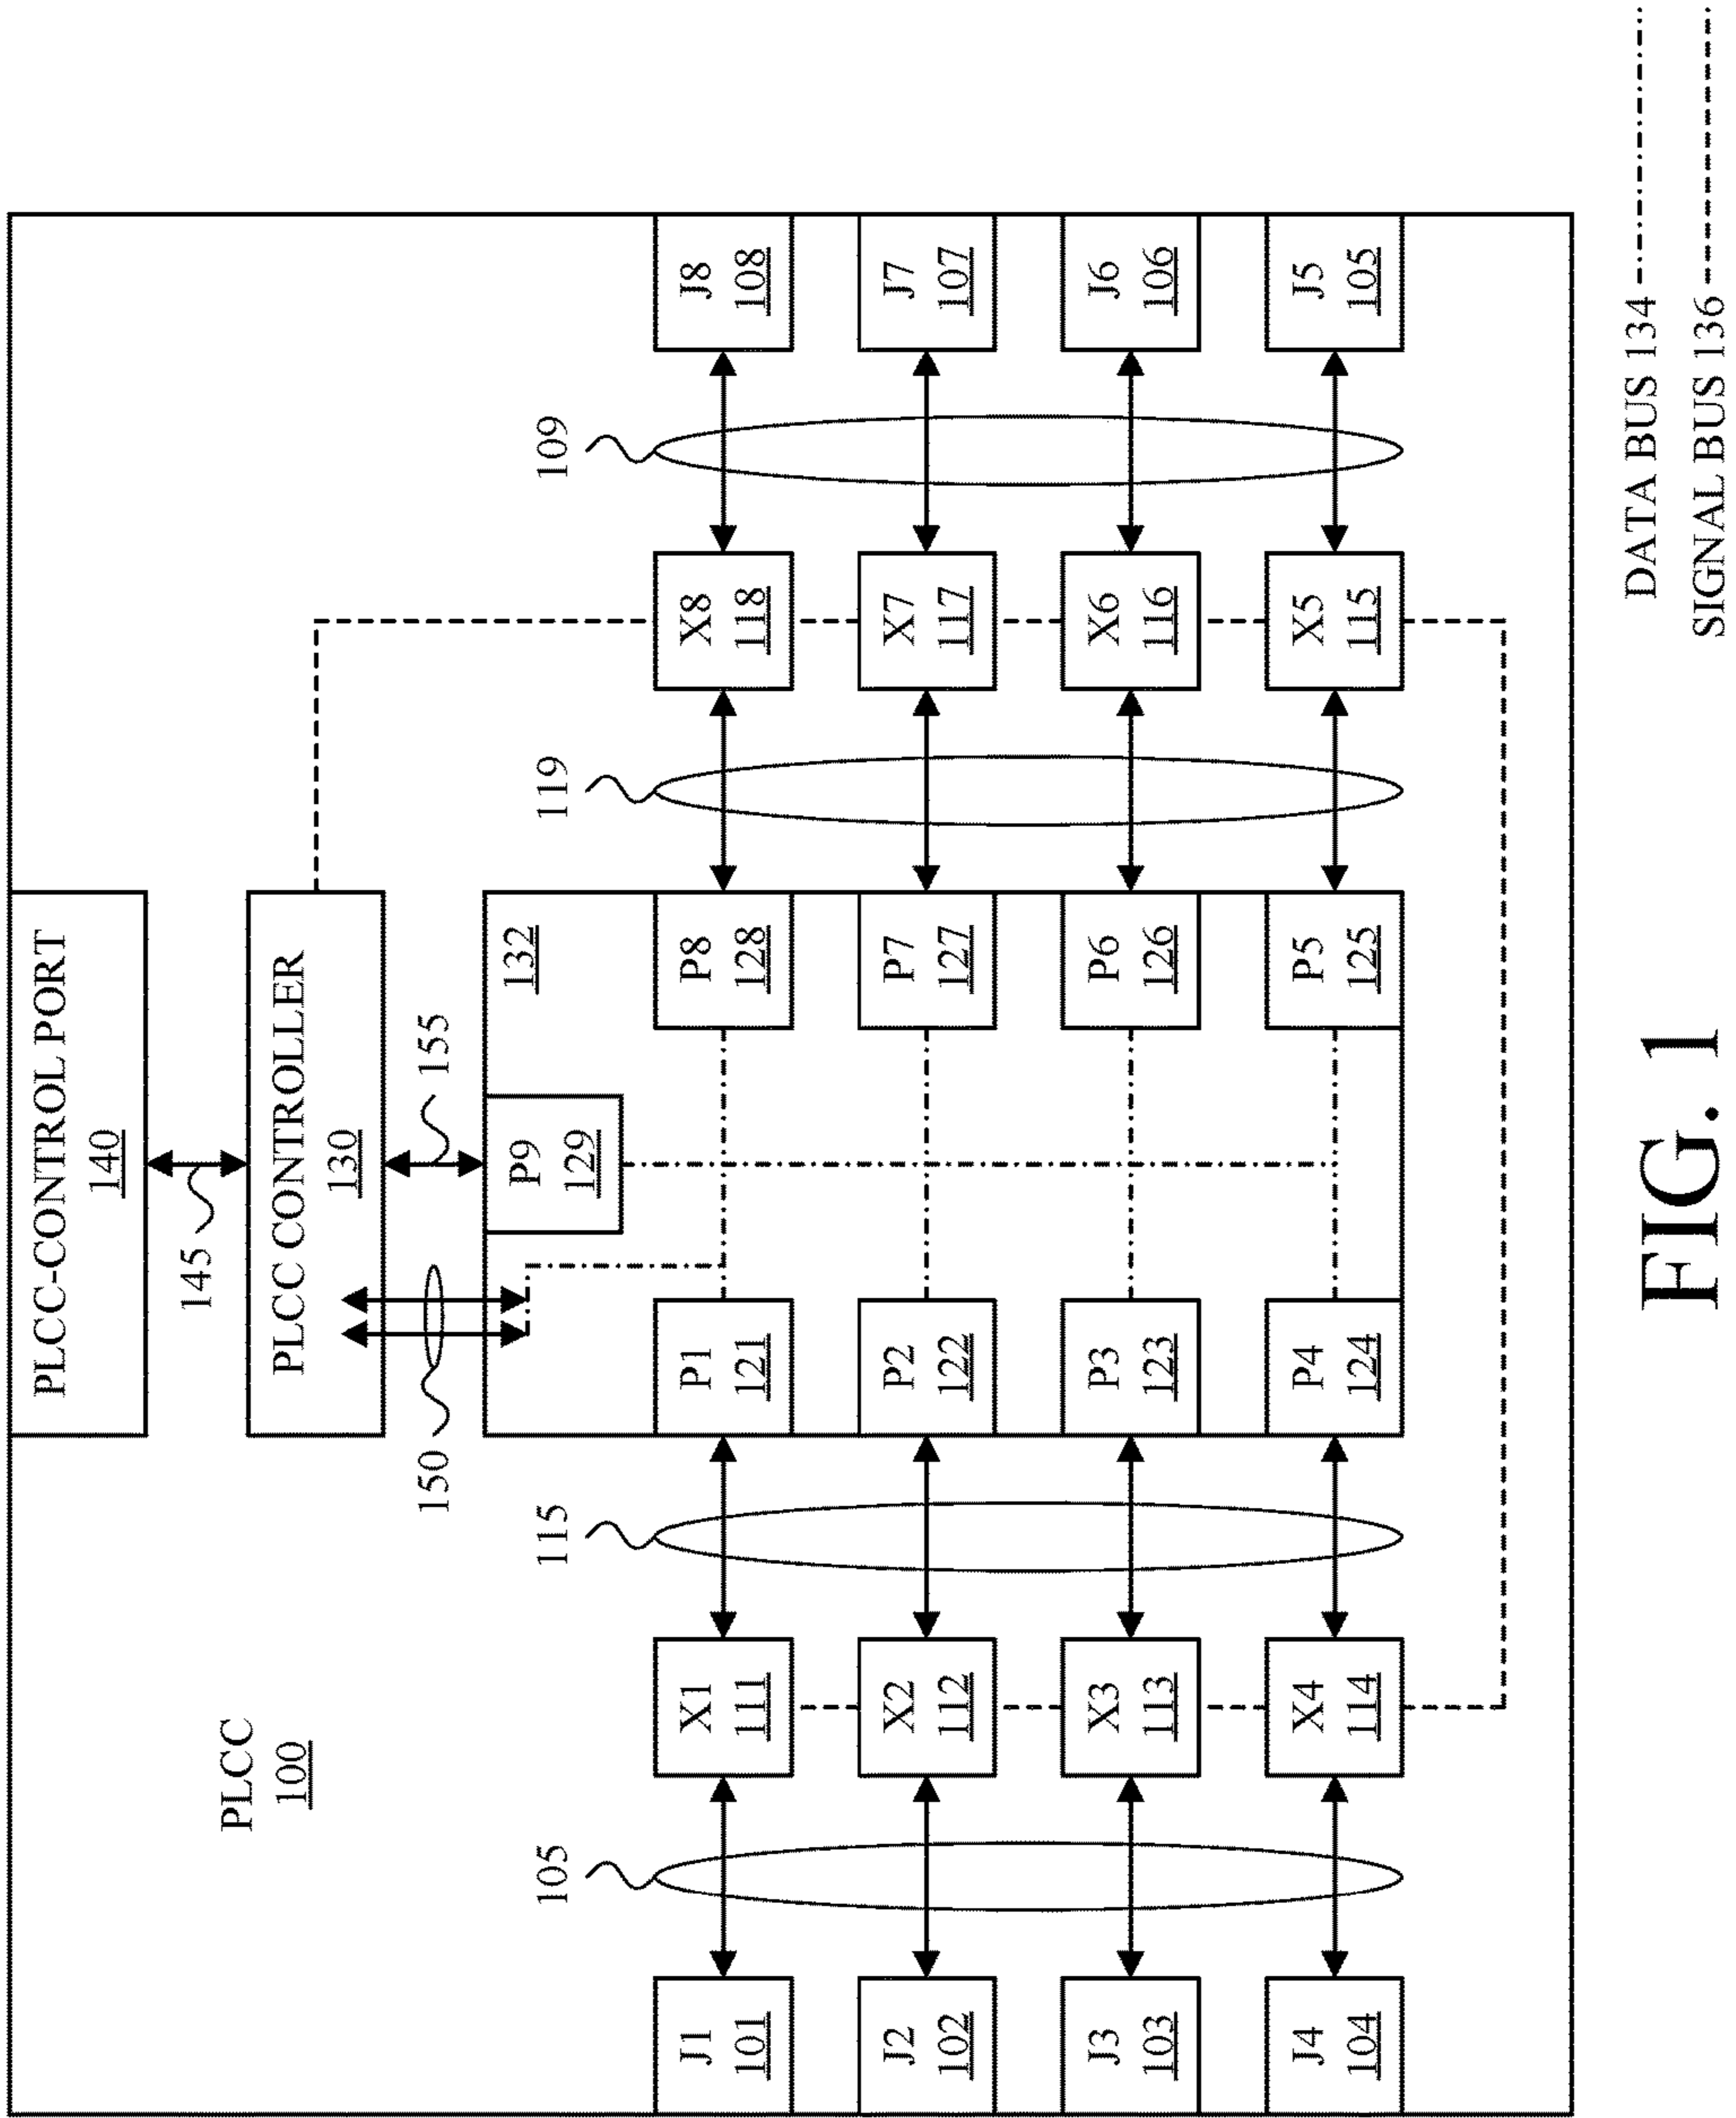 PLCC-CONTROL PORT
140
145
PLCC CONTROLLER
130
150
155
PLCC
100
132
P9
129
105
115
119
109
J1
101
X1
111
P1
121
P8
128
X8
118
J8
108
J2
102
X2
112
P2
122
P7
127
X7
117
J7
107
J3
103
X3
113
P3
123
P6
126
X6
116
J6
106
J4
104
X4
114
P4
124
P5
125
X5
115
J5
105
DATA BUS 134
SIGNAL BUS 136
FIG. 1